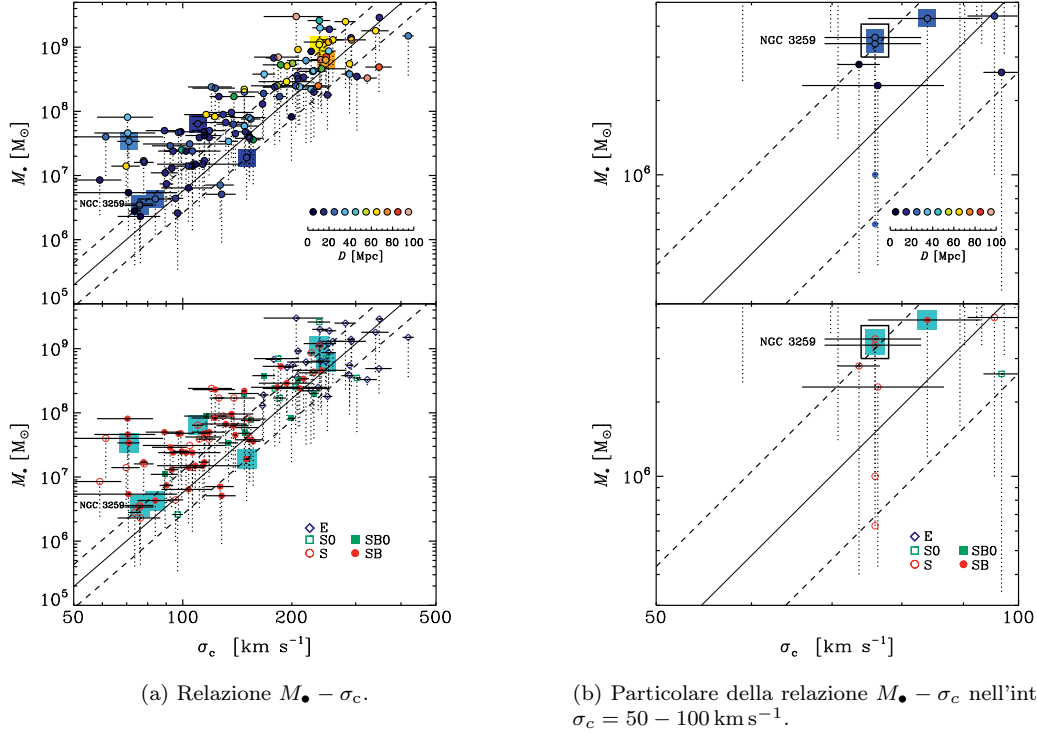 M• [M⊙]
10⁹
10⁸
10⁷
10⁶
10⁵
NGC 3259
0 20 40 60 80 100
D [Mpc]
M• [M⊙]
10⁹
10⁸
10⁷
10⁶
10⁵
NGC 3259
E
S0 SB0
S SB
50 100 200 500
σc [km s⁻¹]
(a) Relazione M• − σc.
M• [M⊙]
10⁶
NGC 3259
0 20 40 60 80 100
D [Mpc]
M• [M⊙]
10⁶
NGC 3259
E
S0 SB0
S SB
50 100
σc [km s⁻¹]
(b) Particolare della relazione M• − σc nell'int
σc = 50 − 100 km s⁻¹.